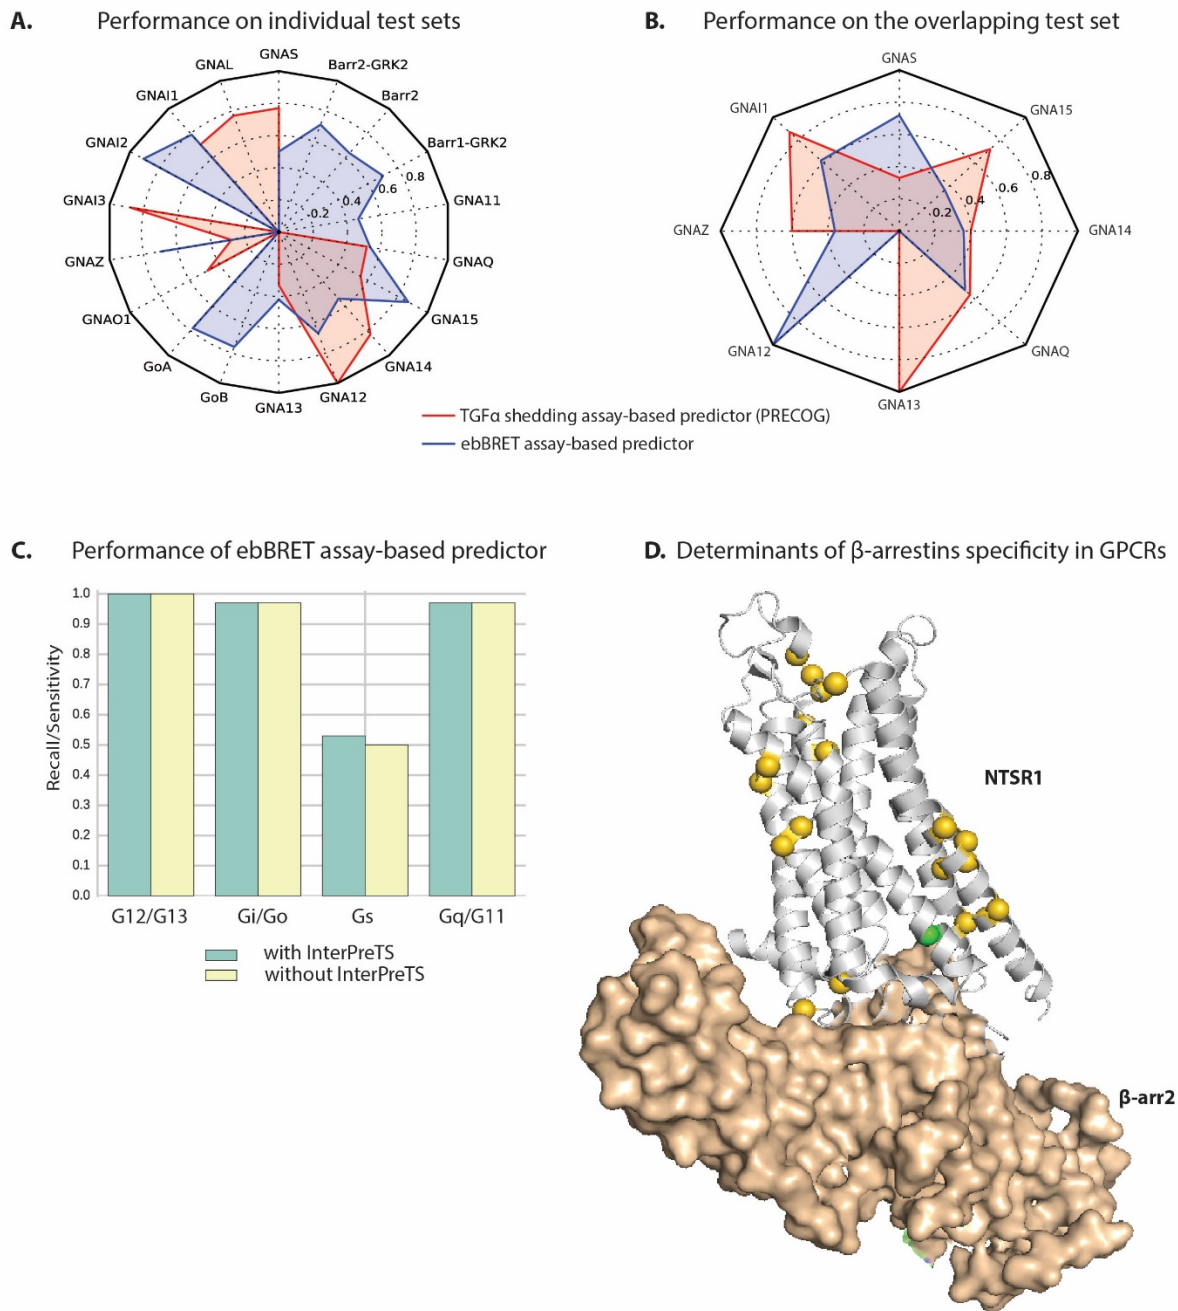 A. Performance on individual test sets
GNAS
Barr2-GRK2
Barr2
Barr1-GRK2
GNA11
GNAQ
GNA15
GNA14
GNA12
GNA13
GoB
GoA
GNAO1
GNAZ
GNAI3
GNAI2
GNAI1
GNAL
0.2
0.4
0.6
0.8
B. Performance on the overlapping test set
GNAS
GNA15
GNA14
GNAQ
GNA13
GNA12
GNAZ
GNAI1
0.2
0.4
0.6
0.8
TGFα shedding assay-based predictor (PRECOG)
ebBRET assay-based predictor
C. Performance of ebBRET assay-based predictor
Recall/Sensitivity
1.0
0.9
0.8
0.7
0.6
0.5
0.4
0.3
0.2
0.1
0.0
G12/G13 Gi/Go Gs Gq/G11
with InterPreTS
without InterPreTS
D. Determinants of β-arrestins specificity in GPCRs
NTSR1
β-arr2